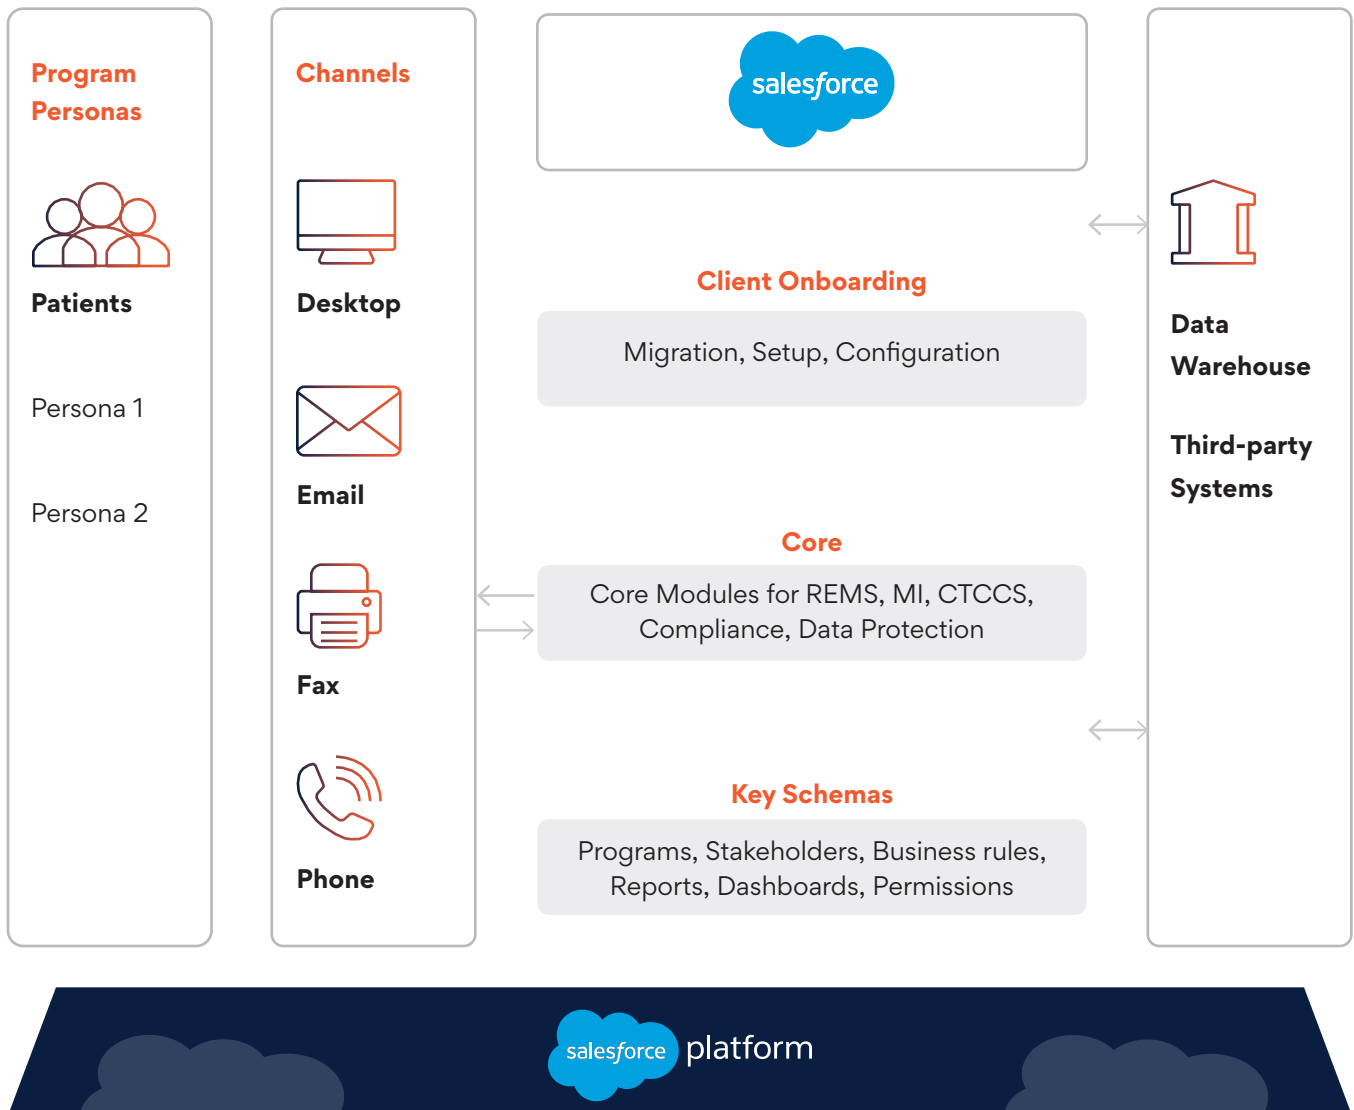 Program
Personas
Patients
Persona 1
Persona 2
Channels
Desktop
Email
Fax
Phone
salesforce
Client Onboarding
Migration, Setup, Configuration
Core
Core Modules for REMS, MI, CTCCS,
Compliance, Data Protection
Key Schemas
Programs, Stakeholders, Business rules,
Reports, Dashboards, Permissions
Data
Warehouse
Third-party
Systems
salesforce platform